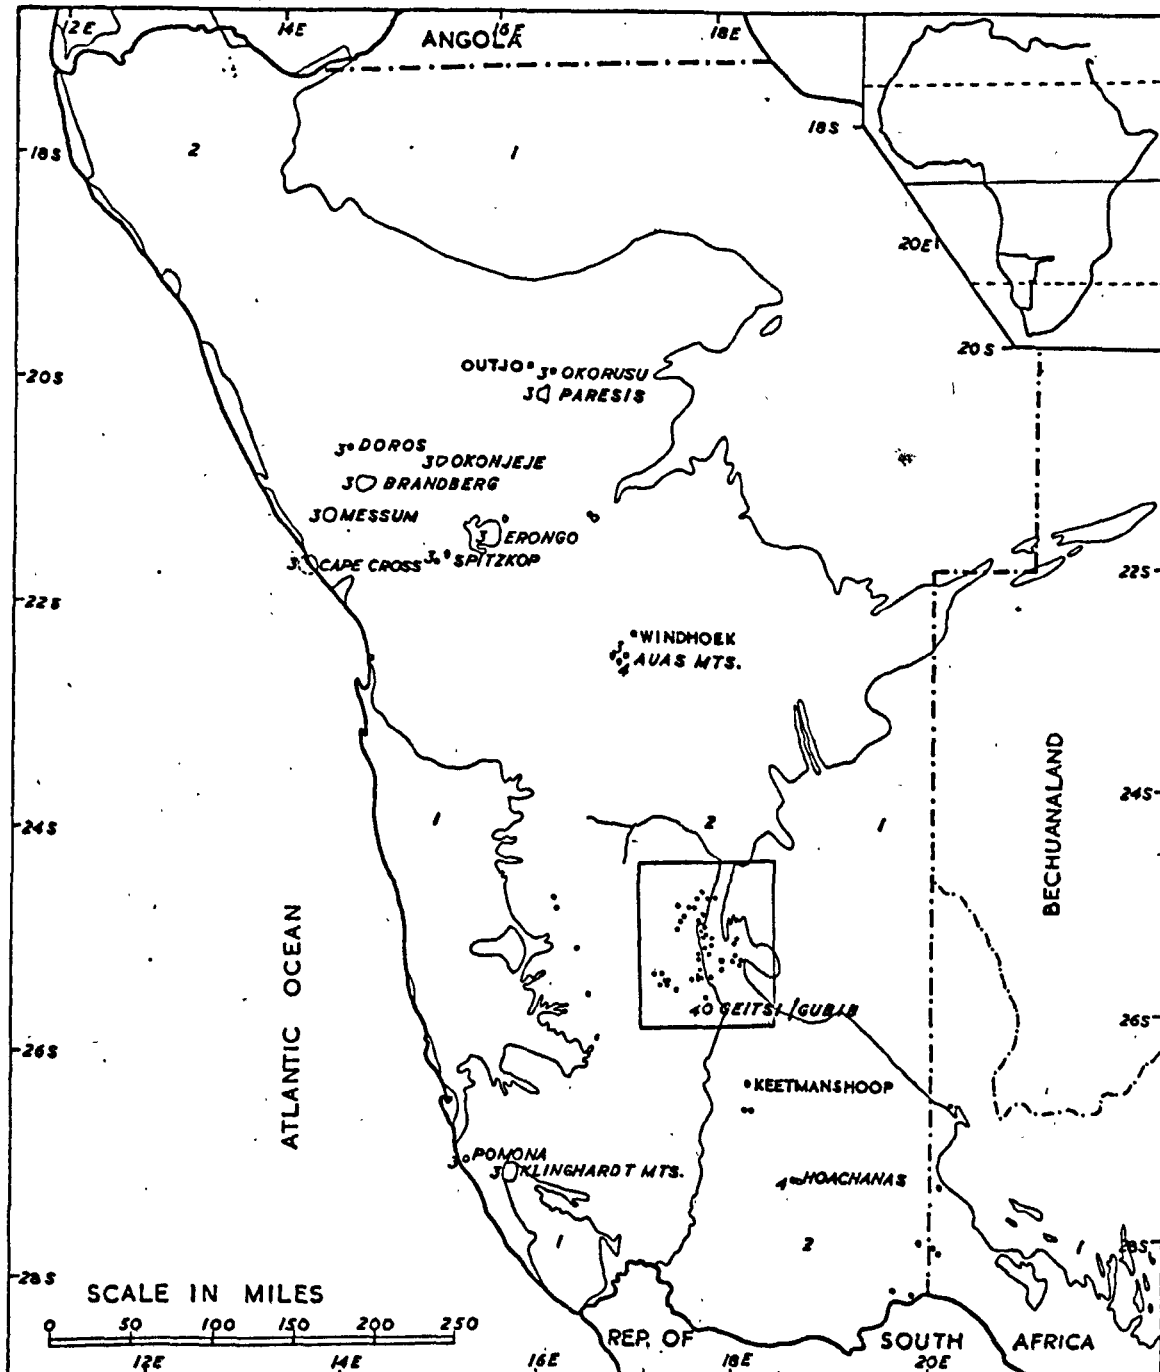 12E 14E 16E 18E
ANGOLA
18S
2 1
18S
20E
20S
OUTJO
3 OKORUSU
20S
3 PARESIS
3 DOROS
3 OKONJEJE
3 BRANDBERG
3 MESSUM
3 ERONGO
3 CAPE CROSS
3 SPITZKOP
22S
22S
WINDHOEK
3
AUAS MTS.
4
BECHUANALAND
24S
1 2 1
24S
ATLANTIC OCEAN
4 GEITSI/GUBIB
26S
26S
KEETMANSHOOP
3 POMONA
3 KLINGHARDT MTS.
4 HOACHANAS
1 2 1
28S
28S
SCALE IN MILES
0 50 100 150 200 250
REP. OF SOUTH AFRICA
12E 14E 16E 18E 20E